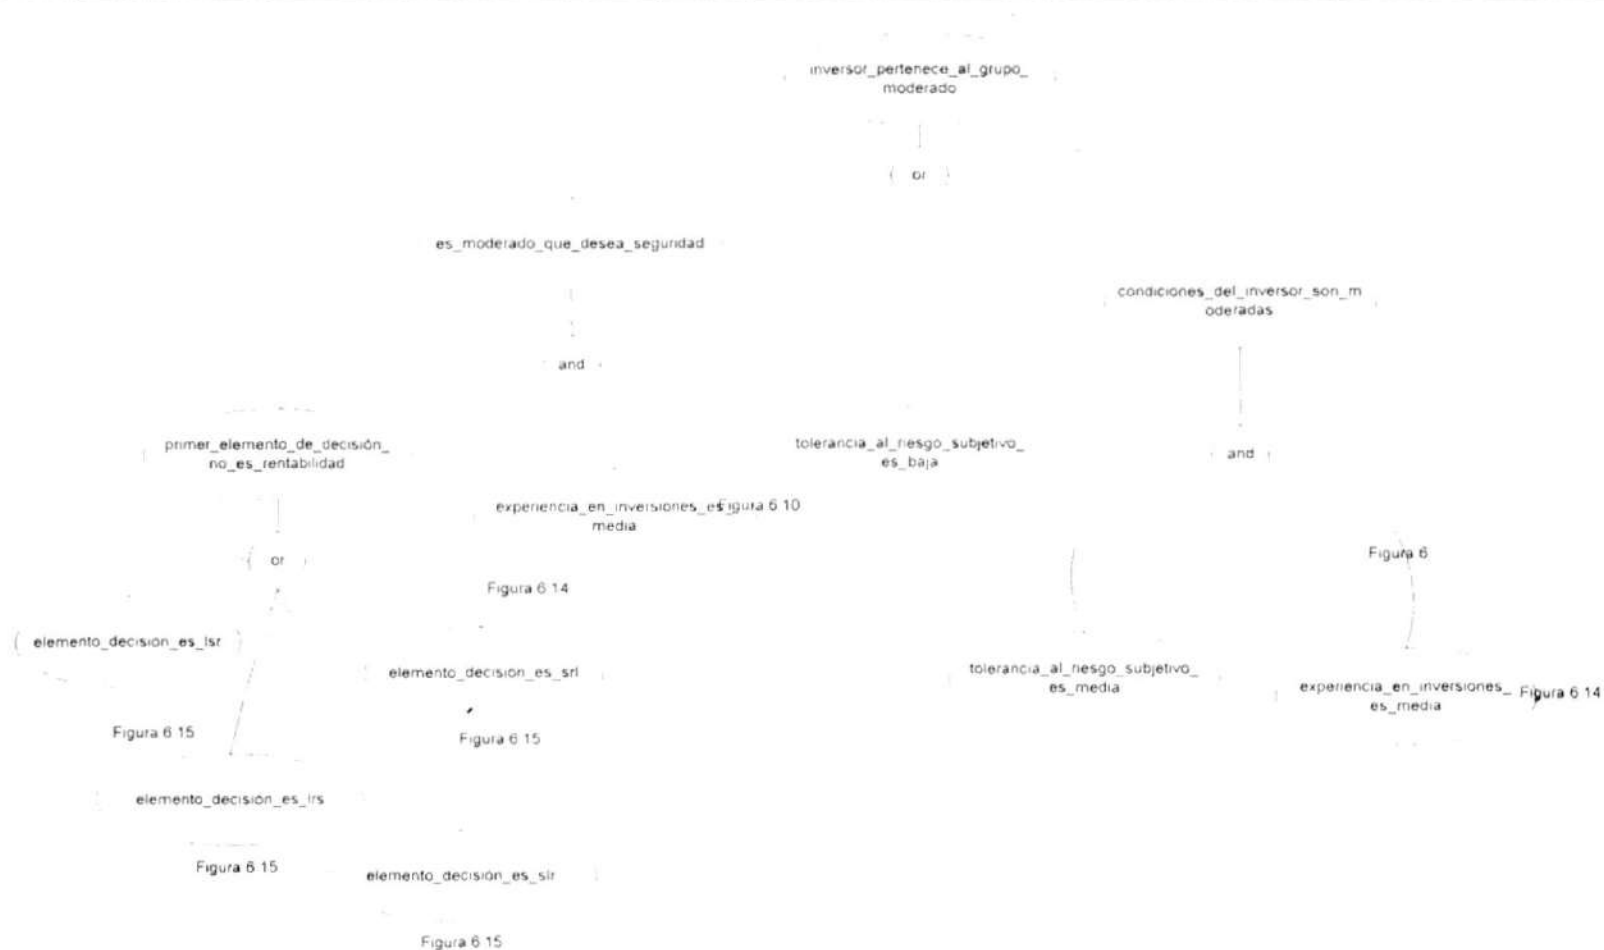 inversor_pertenece_al_grupo_
moderado
or
es_moderado_que_desea_seguridad
condiciones_del_inversor_son_m
oderadas
and
primer_elemento_de_decisión_
no_es_rentabilidad
tolerancia_al_riesgo_subjetivo_
es_baja
and
experiencia_en_inversiones_es_
media
Figura 6.10
or
Figura 6
Figura 6.14
elemento_decisión_es_lsr
elemento_decisión_es_srl
tolerancia_al_riesgo_subjetivo_
es_media
experiencia_en_inversiones_
es_media
Figura 6.14
Figura 6.15
Figura 6.15
elemento_decisión_es_lrs
Figura 6.15
elemento_decisión_es_slr
Figura 6.15